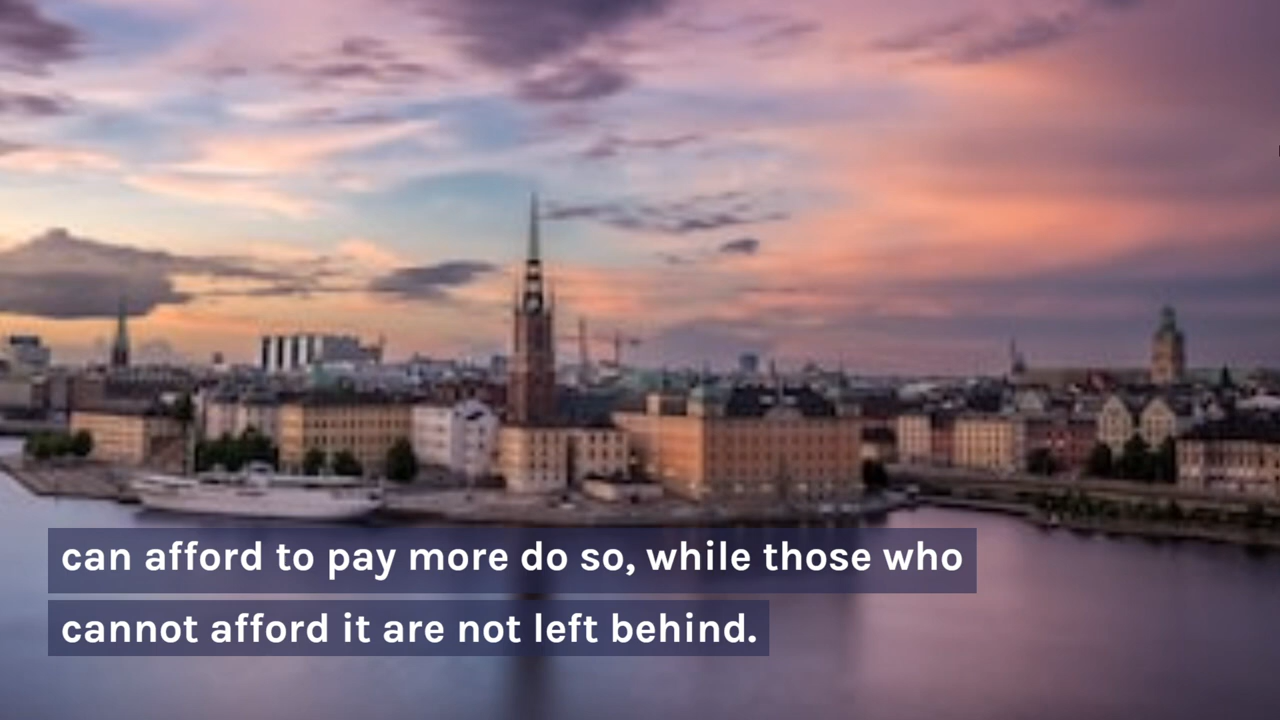 can afford to pay more do so, while those who
cannot afford it are not left behind.